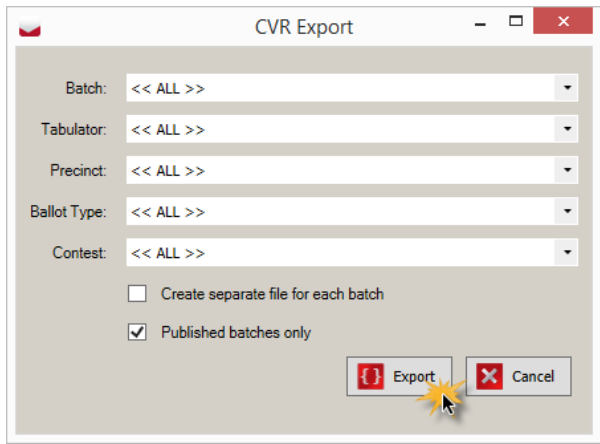 CVR Export
Batch: << ALL >>
Tabulator: << ALL >>
Precinct: << ALL >>
Ballot Type: << ALL >>
Contest: << ALL >>
Create separate file for each batch
Published batches only
{} Export Cancel